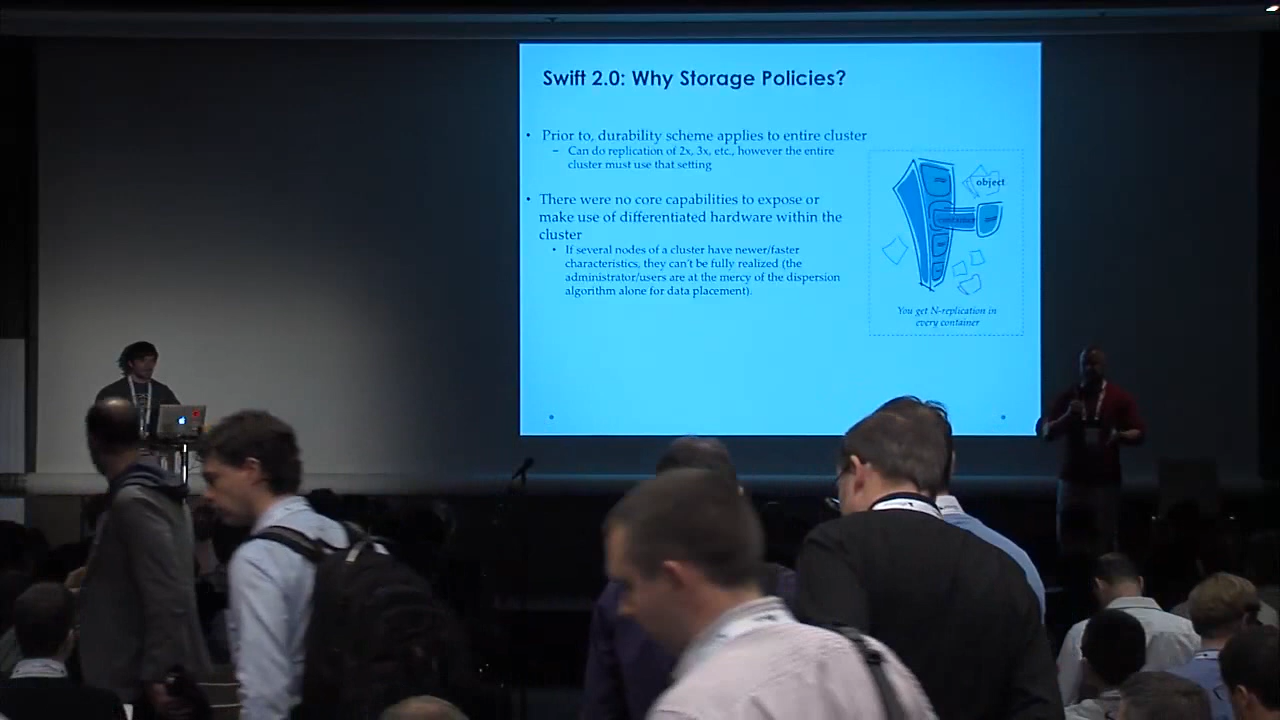 Swift 2.0: Why Storage Policies?
• Prior to, durability scheme applies to entire cluster
– Can do replication of 2x, 3x, etc., however the entire
cluster must use that setting
• There were no core capabilities to expose or
make use of differentiated hardware within the
cluster
• If several nodes of a cluster have newer/faster
characteristics, they can't be fully realized (the
administrator/users are at the mercy of the dispersion
algorithm alone for data placement).
object
You get N-replication in
every container